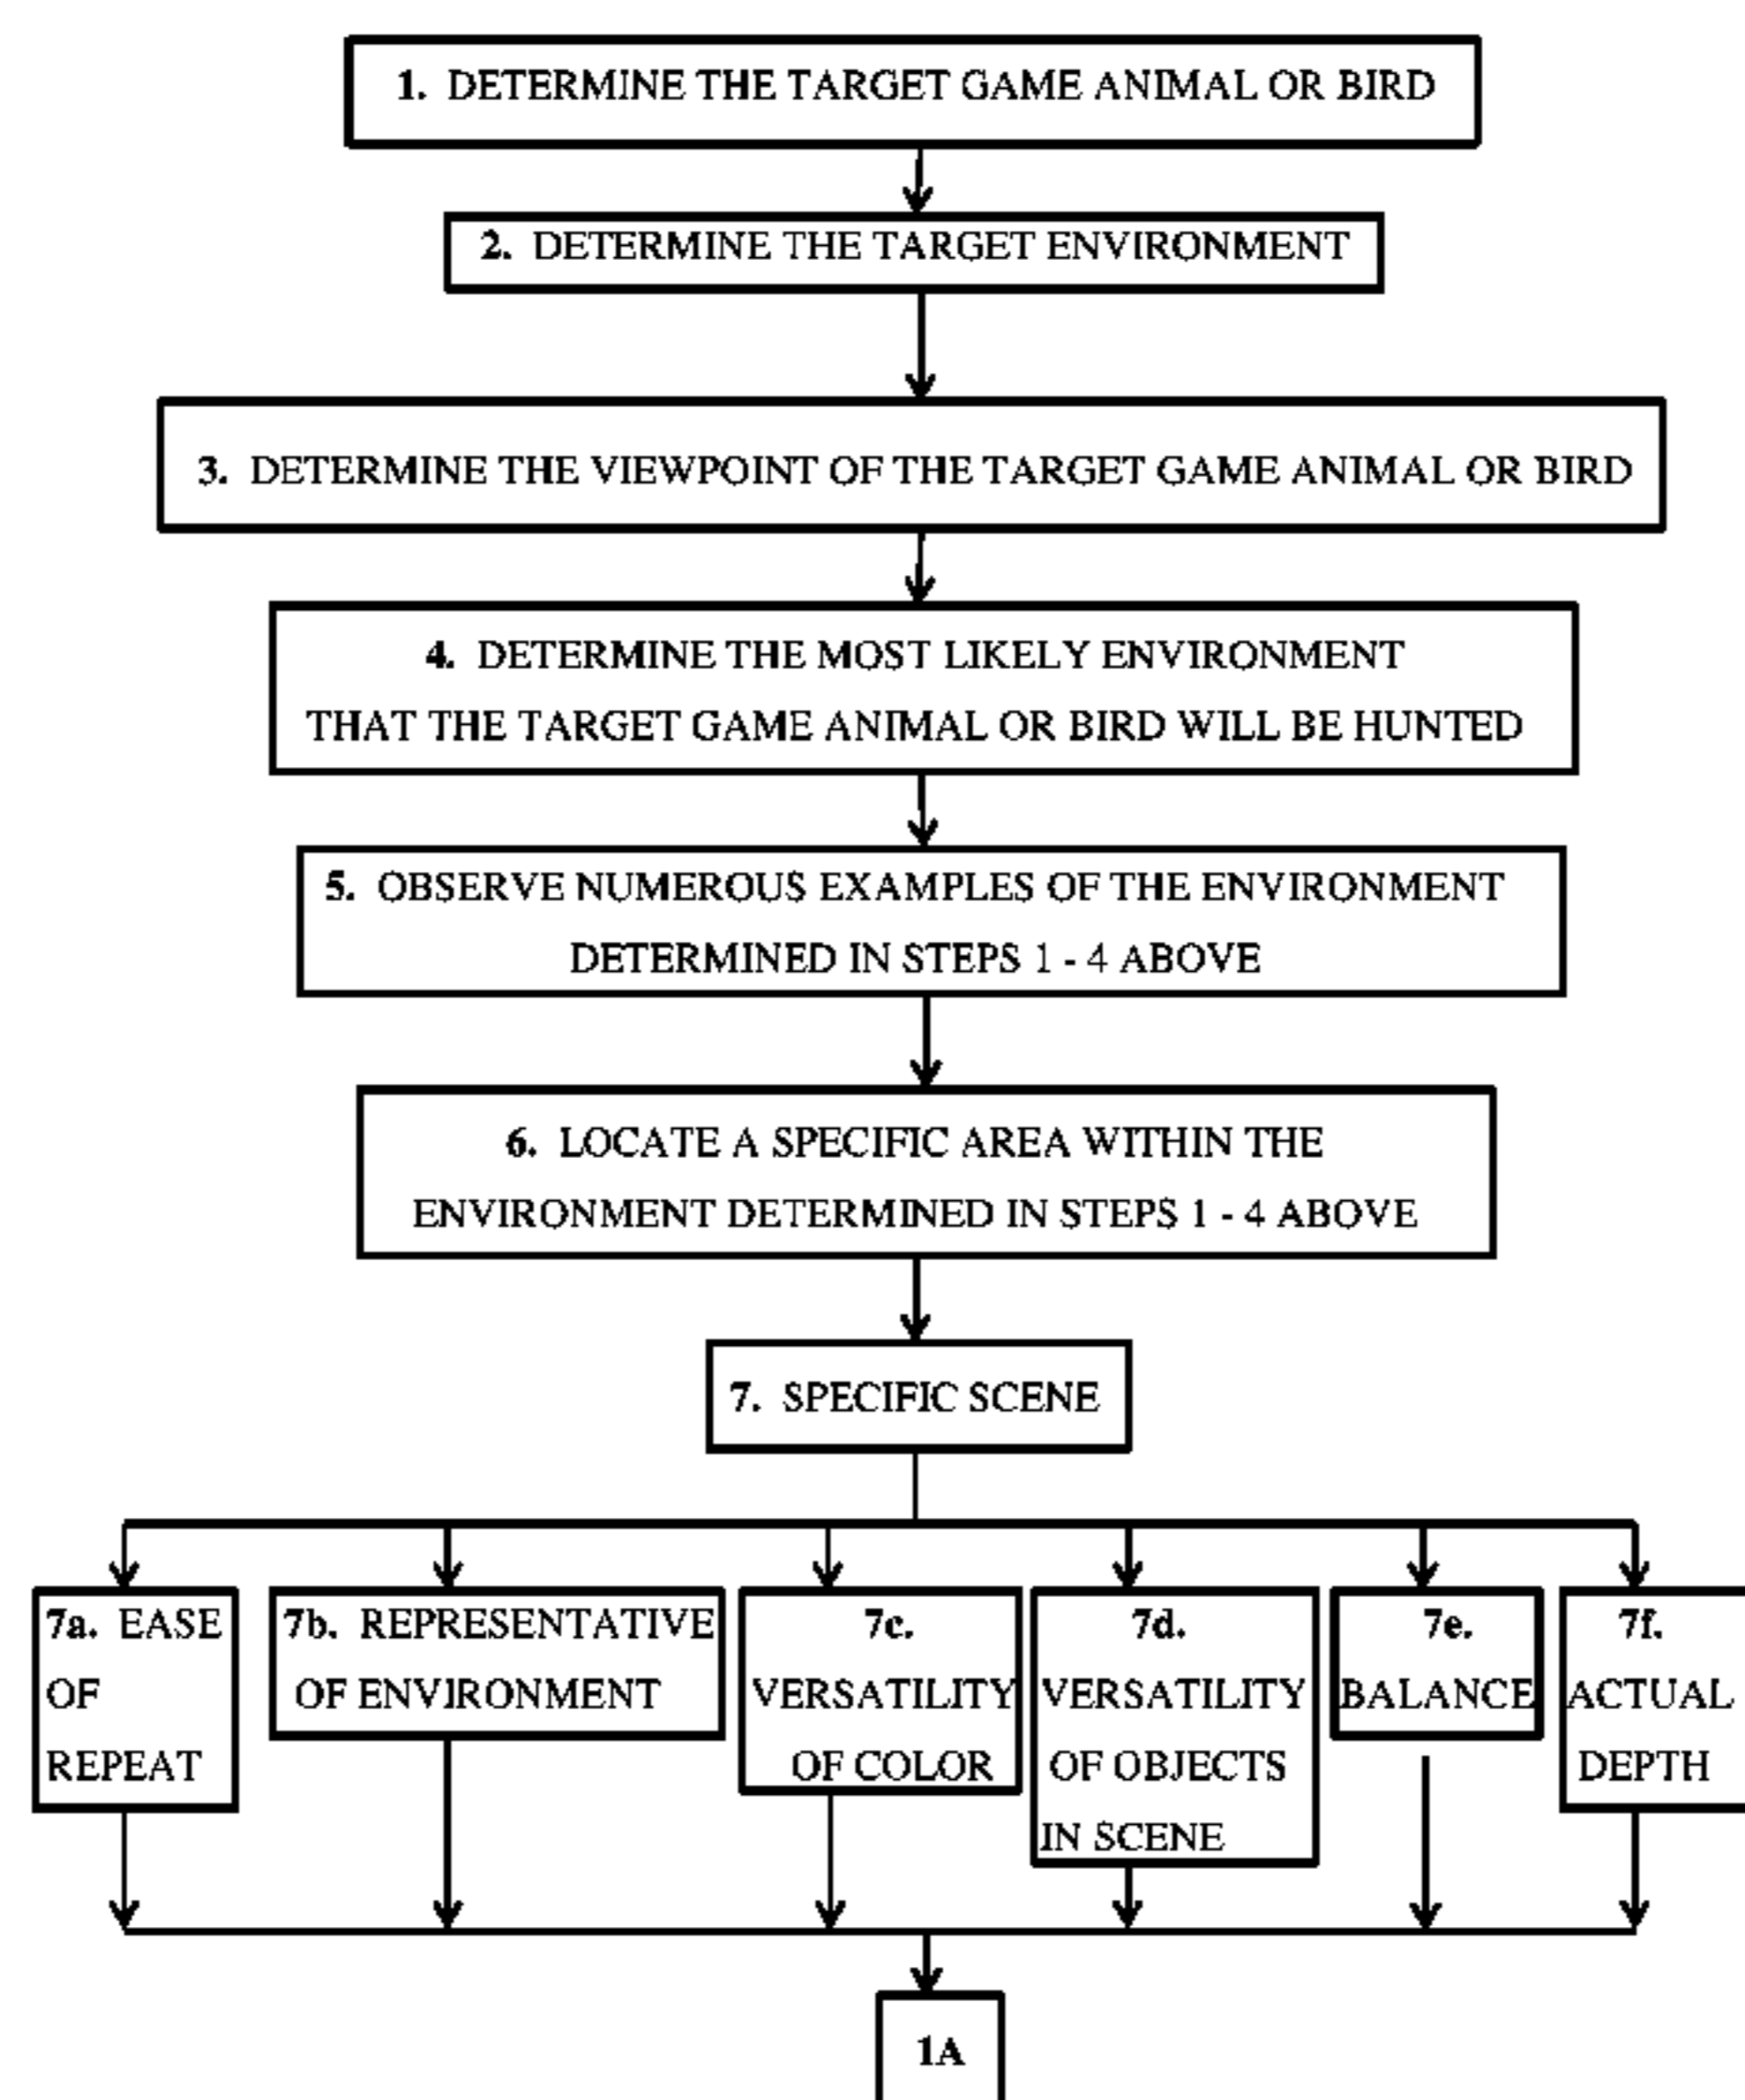 1. DETERMINE THE TARGET GAME ANIMAL OR BIRD
2. DETERMINE THE TARGET ENVIRONMENT
3. DETERMINE THE VIEWPOINT OF THE TARGET GAME ANIMAL OR BIRD
4. DETERMINE THE MOST LIKELY ENVIRONMENT
THAT THE TARGET GAME ANIMAL OR BIRD WILL BE HUNTED
5. OBSERVE NUMEROUS EXAMPLES OF THE ENVIRONMENT
DETERMINED IN STEPS 1 - 4 ABOVE
6. LOCATE A SPECIFIC AREA WITHIN THE
ENVIRONMENT DETERMINED IN STEPS 1 - 4 ABOVE
7. SPECIFIC SCENE
7a. EASE
OF
REPEAT
7b. REPRESENTATIVE
OF ENVIRONMENT
7c.
VERSATILITY
OF COLOR
7d.
VERSATILITY
OF OBJECTS
IN SCENE
7e.
BALANCE
7f.
ACTUAL
DEPTH
1A